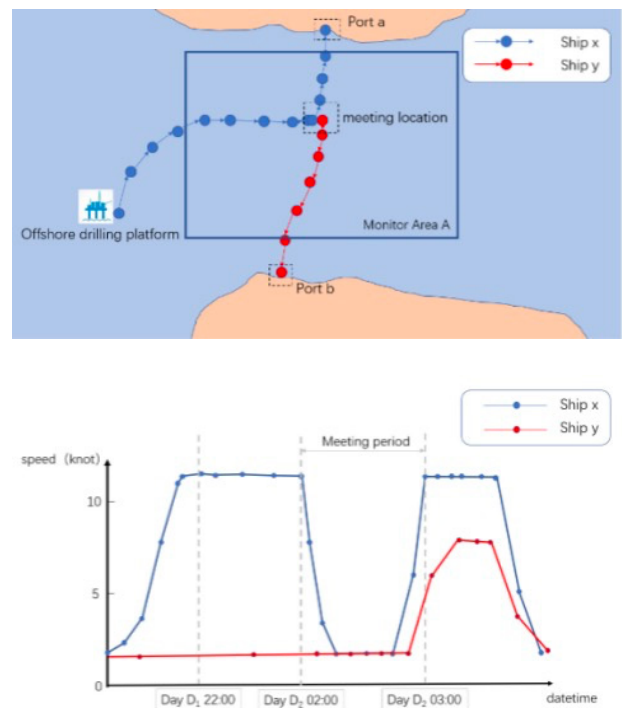 Port a
Ship x
Ship y
meeting location
Monitor Area A
Offshore drilling platform
Port b
Ship x
Ship y
Meeting period
speed（knot）
10
5
0
Day D₁ 22:00
Day D₂ 02:00
Day D₂ 03:00
datetime